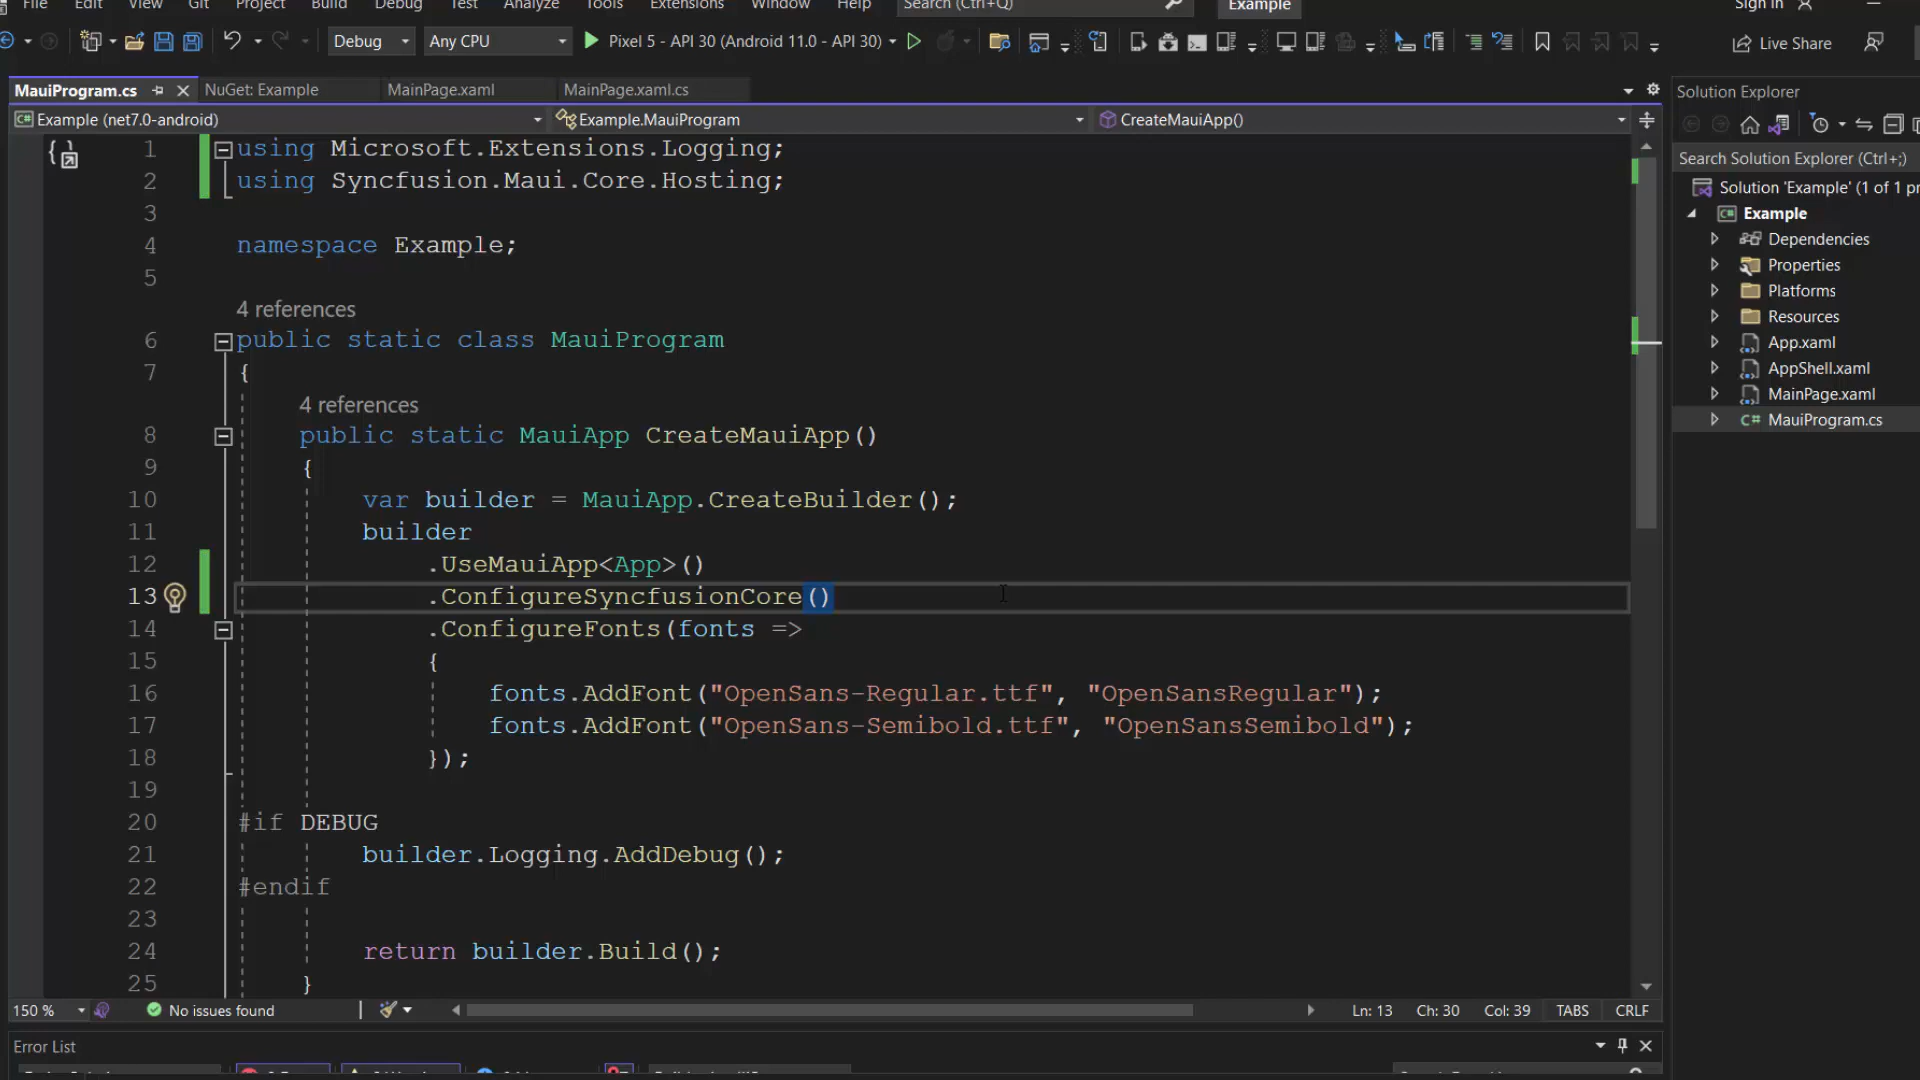 File Edit View Git Project Build Debug Test Analyze Tools Extensions Window Help Search (Ctrl+Q) Example Sign in
Debug Any CPU Pixel 5 - API 30 (Android 11.0 - API 30) Live Share
MauiProgram.cs NuGet: Example MainPage.xaml MainPage.xaml.cs
Example (net7.0-android) Example.MauiProgram CreateMauiApp()
1 using Microsoft.Extensions.Logging;
2 using Syncfusion.Maui.Core.Hosting;
3
4 namespace Example;
5
4 references
6 public static class MauiProgram
7 {
4 references
8 public static MauiApp CreateMauiApp()
9 {
10 var builder = MauiApp.CreateBuilder();
11 builder
12 .UseMauiApp<App>()
13 .ConfigureSyncfusionCore()
14 .ConfigureFonts(fonts =>
15 {
16 fonts.AddFont("OpenSans-Regular.ttf", "OpenSansRegular");
17 fonts.AddFont("OpenSans-Semibold.ttf", "OpenSansSemibold");
18 });
19
20 #if DEBUG
21 builder.Logging.AddDebug();
22 #endif
23
24 return builder.Build();
25 }
150 % No issues found Ln: 13 Ch: 30 Col: 39 TABS CRLF
Error List
Solution Explorer
Search Solution Explorer (Ctrl+;)
Solution 'Example' (1 of 1 pr
Example
Dependencies
Properties
Platforms
Resources
App.xaml
AppShell.xaml
MainPage.xaml
C# MauiProgram.cs